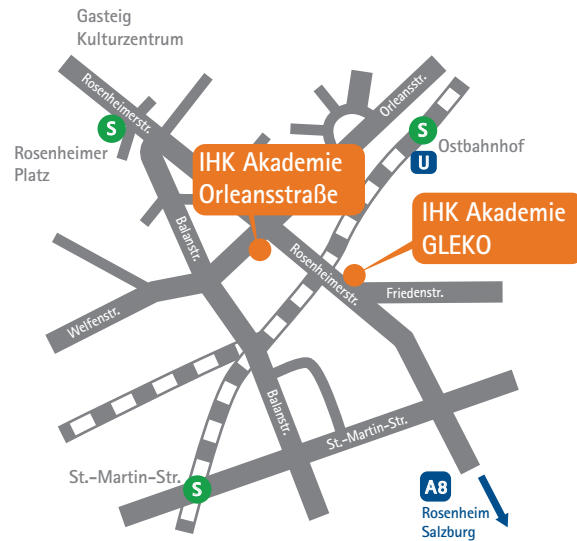 Gasteig
Kulturzentrum
Rosenheimerstr.
Orleansstr.
S
S
Rosenheimer
Platz
Ostbahnhof
U
IHK Akademie
Orleansstraße
IHK Akademie
GLEKO
Balanstr.
Rosenheimerstr.
Friedenstr.
Welfenstr.
Balanstr.
St.-Martin-Str.
St.-Martin-Str.
S
A8
Rosenheim
Salzburg